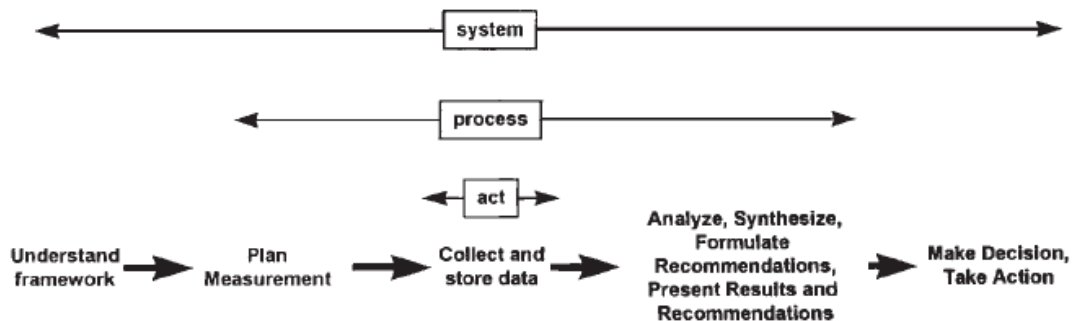 system
process
act
Understand
framework
Plan
Measurement
Collect and
store data
Analyze, Synthesize,
Formulate
Recommendations,
Present Results and
Recommendations
Make Decision,
Take Action